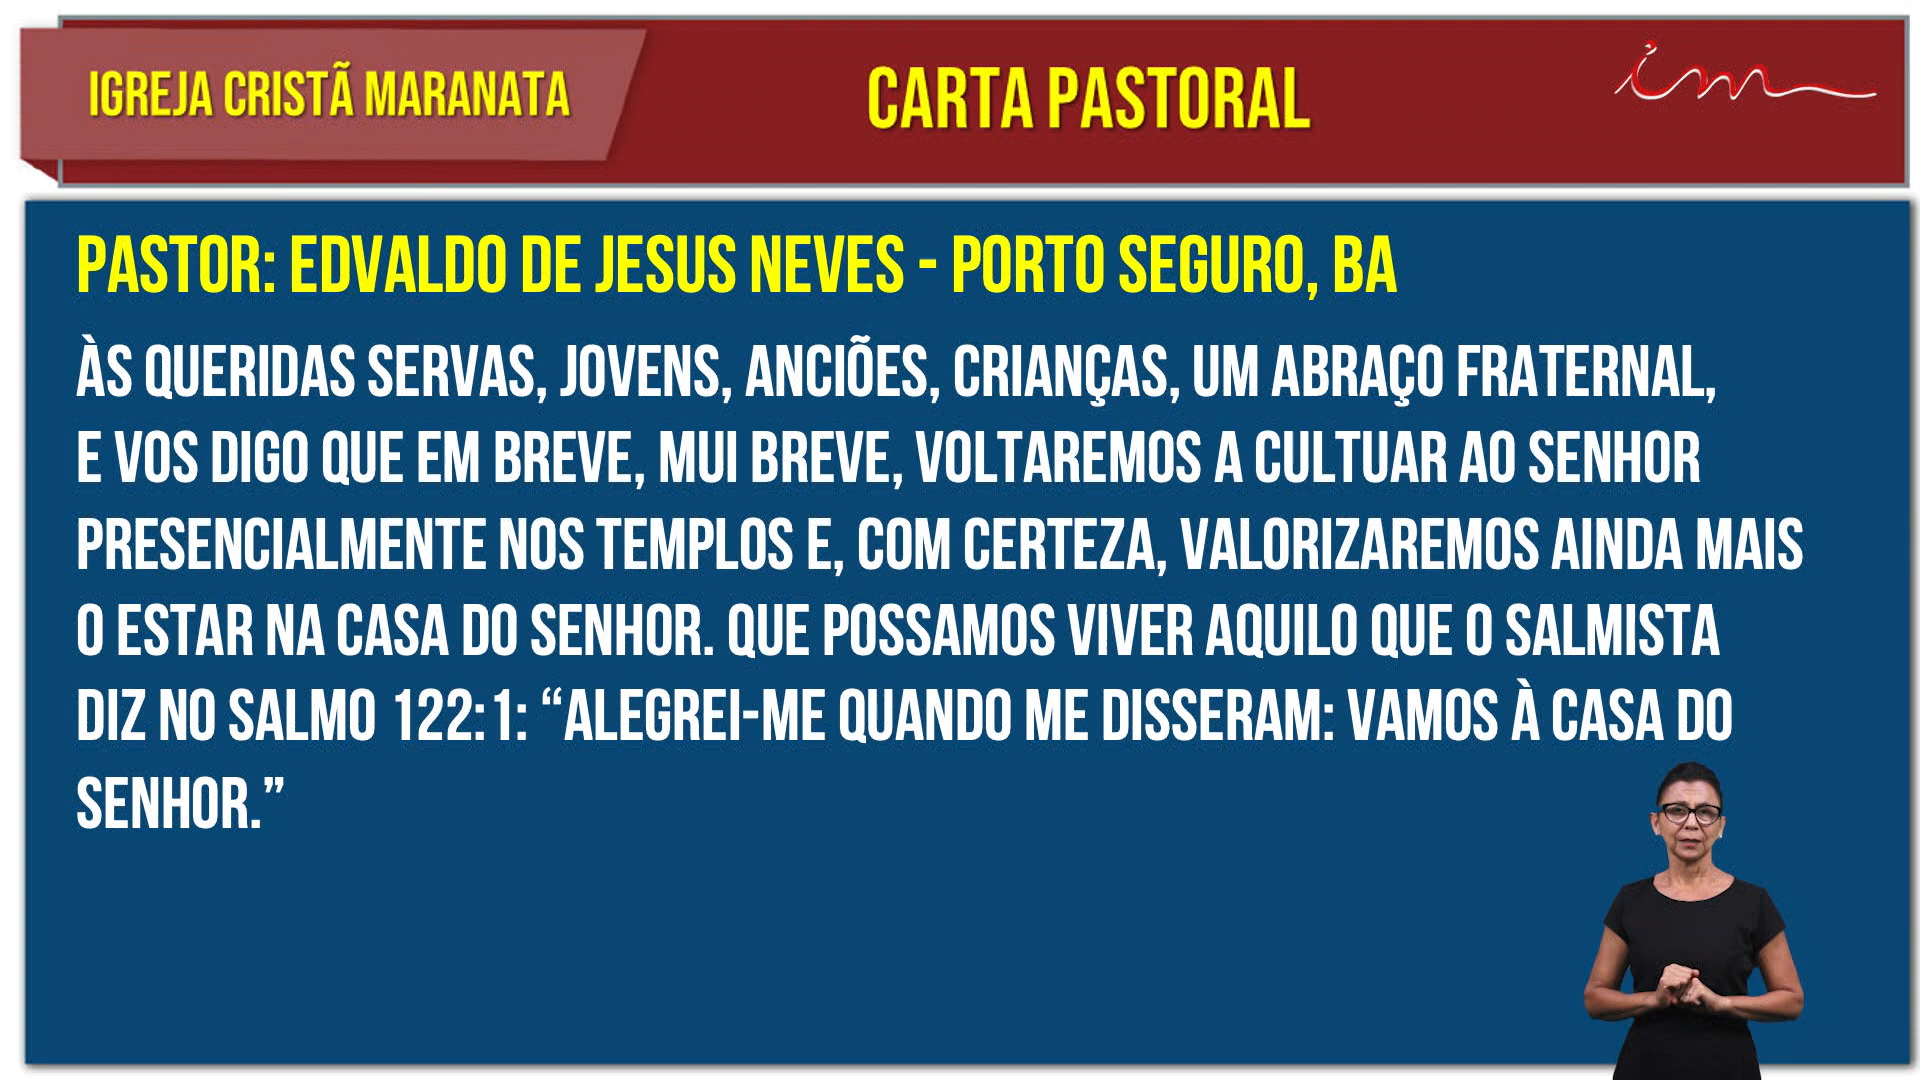 IGREJA CRISTÃ MARANATA
CARTA PASTORAL
im
PASTOR: EDVALDO DE JESUS NEVES - PORTO SEGURO, BA
ÀS QUERIDAS SERVAS, JOVENS, ANCIÕES, CRIANÇAS, UM ABRAÇO FRATERNAL,
E VOS DIGO QUE EM BREVE, MUI BREVE, VOLTAREMOS A CULTUAR AO SENHOR
PRESENCIALMENTE NOS TEMPLOS E, COM CERTEZA, VALORIZAREMOS AINDA MAIS
O ESTAR NA CASA DO SENHOR. QUE POSSAMOS VIVER AQUILO QUE O SALMISTA
DIZ NO SALMO 122:1: “ALEGREI-ME QUANDO ME DISSERAM: VAMOS À CASA DO
SENHOR.”